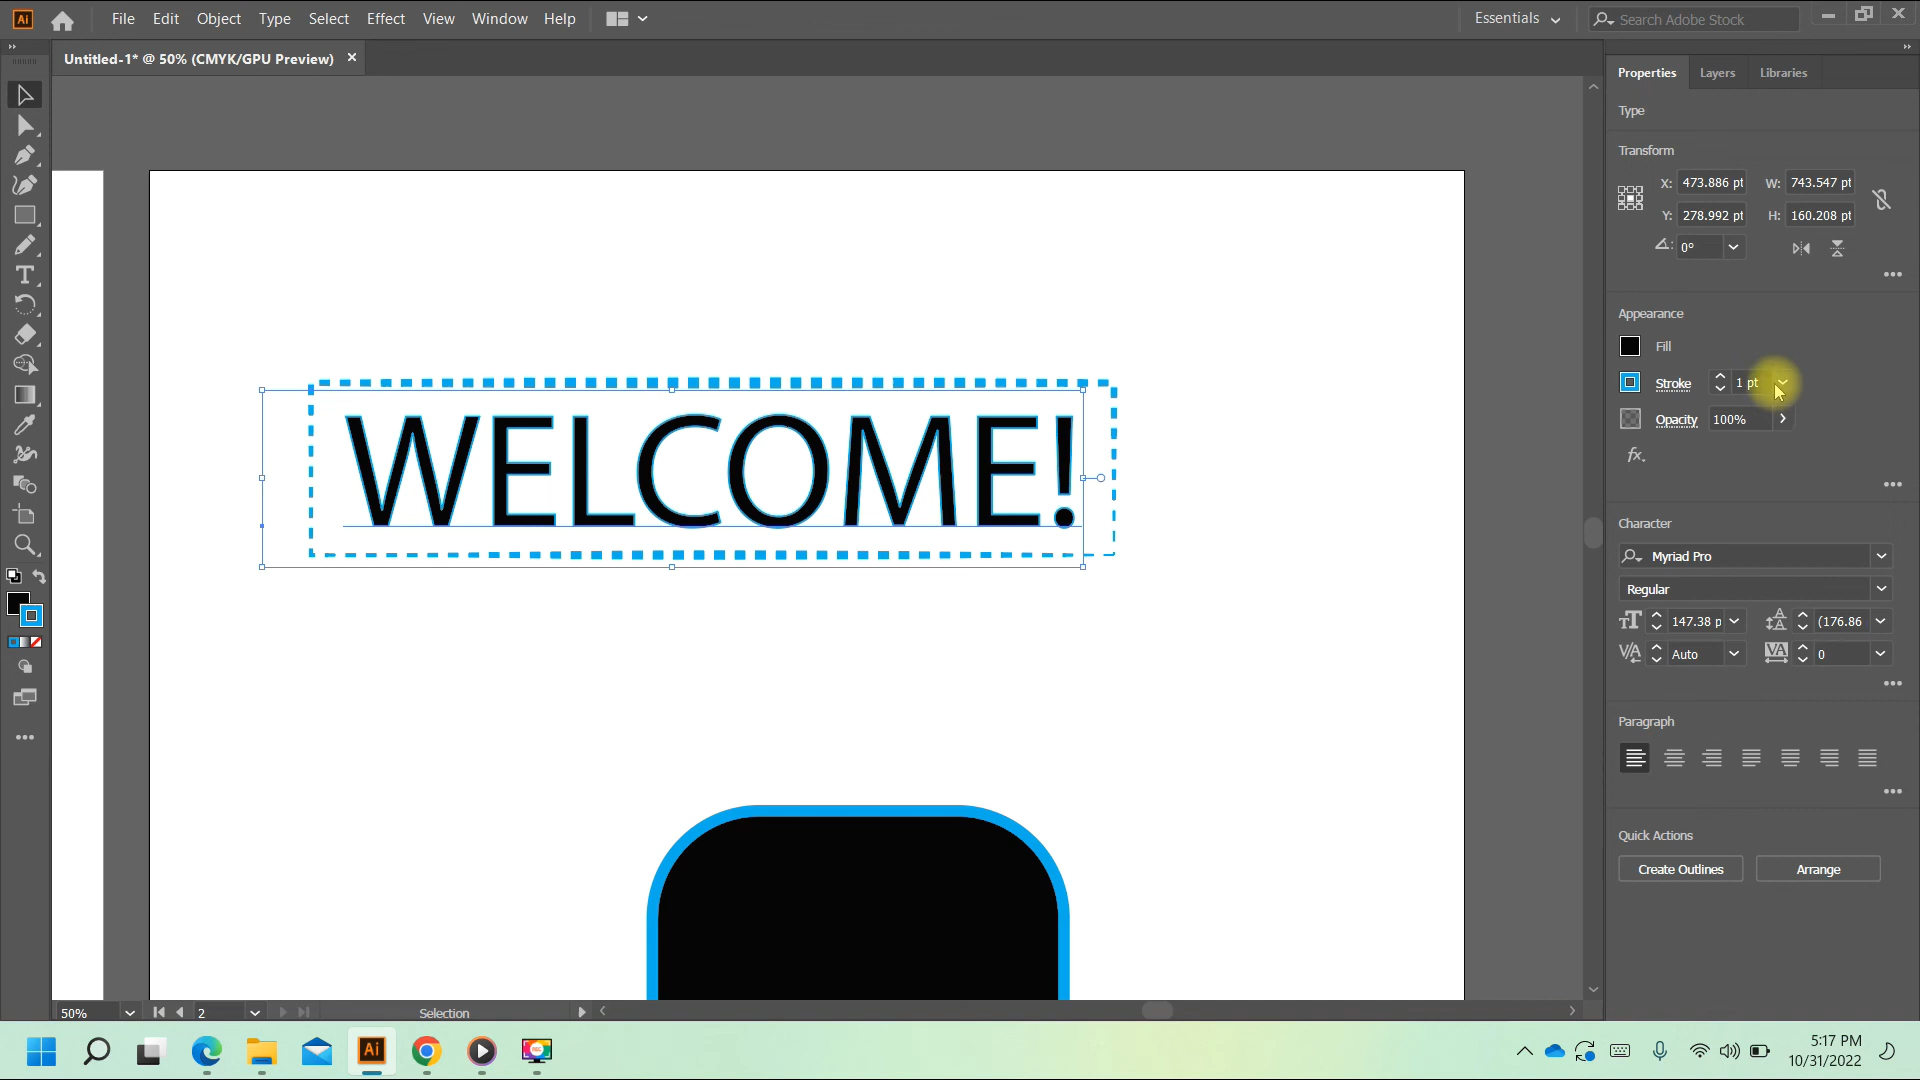 Ai File Edit Object Type Select Effect View Window Help Essentials Search Adobe Stock
Untitled-1* @ 50% (CMYK/GPU Preview)
Properties Layers Libraries
Type
Transform
X: 473.886 pt W: 743.547 pt
Y: 278.992 pt H: 160.208 pt
0°
Appearance
Fill
Stroke 1 pt
Opacity 100%
fx.
WELCOME!
Character
Myriad Pro
Regular
147.38 p (176.86
Auto 0
Paragraph
Quick Actions
Create Outlines Arrange
50% 2 Selection
Ai
5:17 PM
10/31/2022